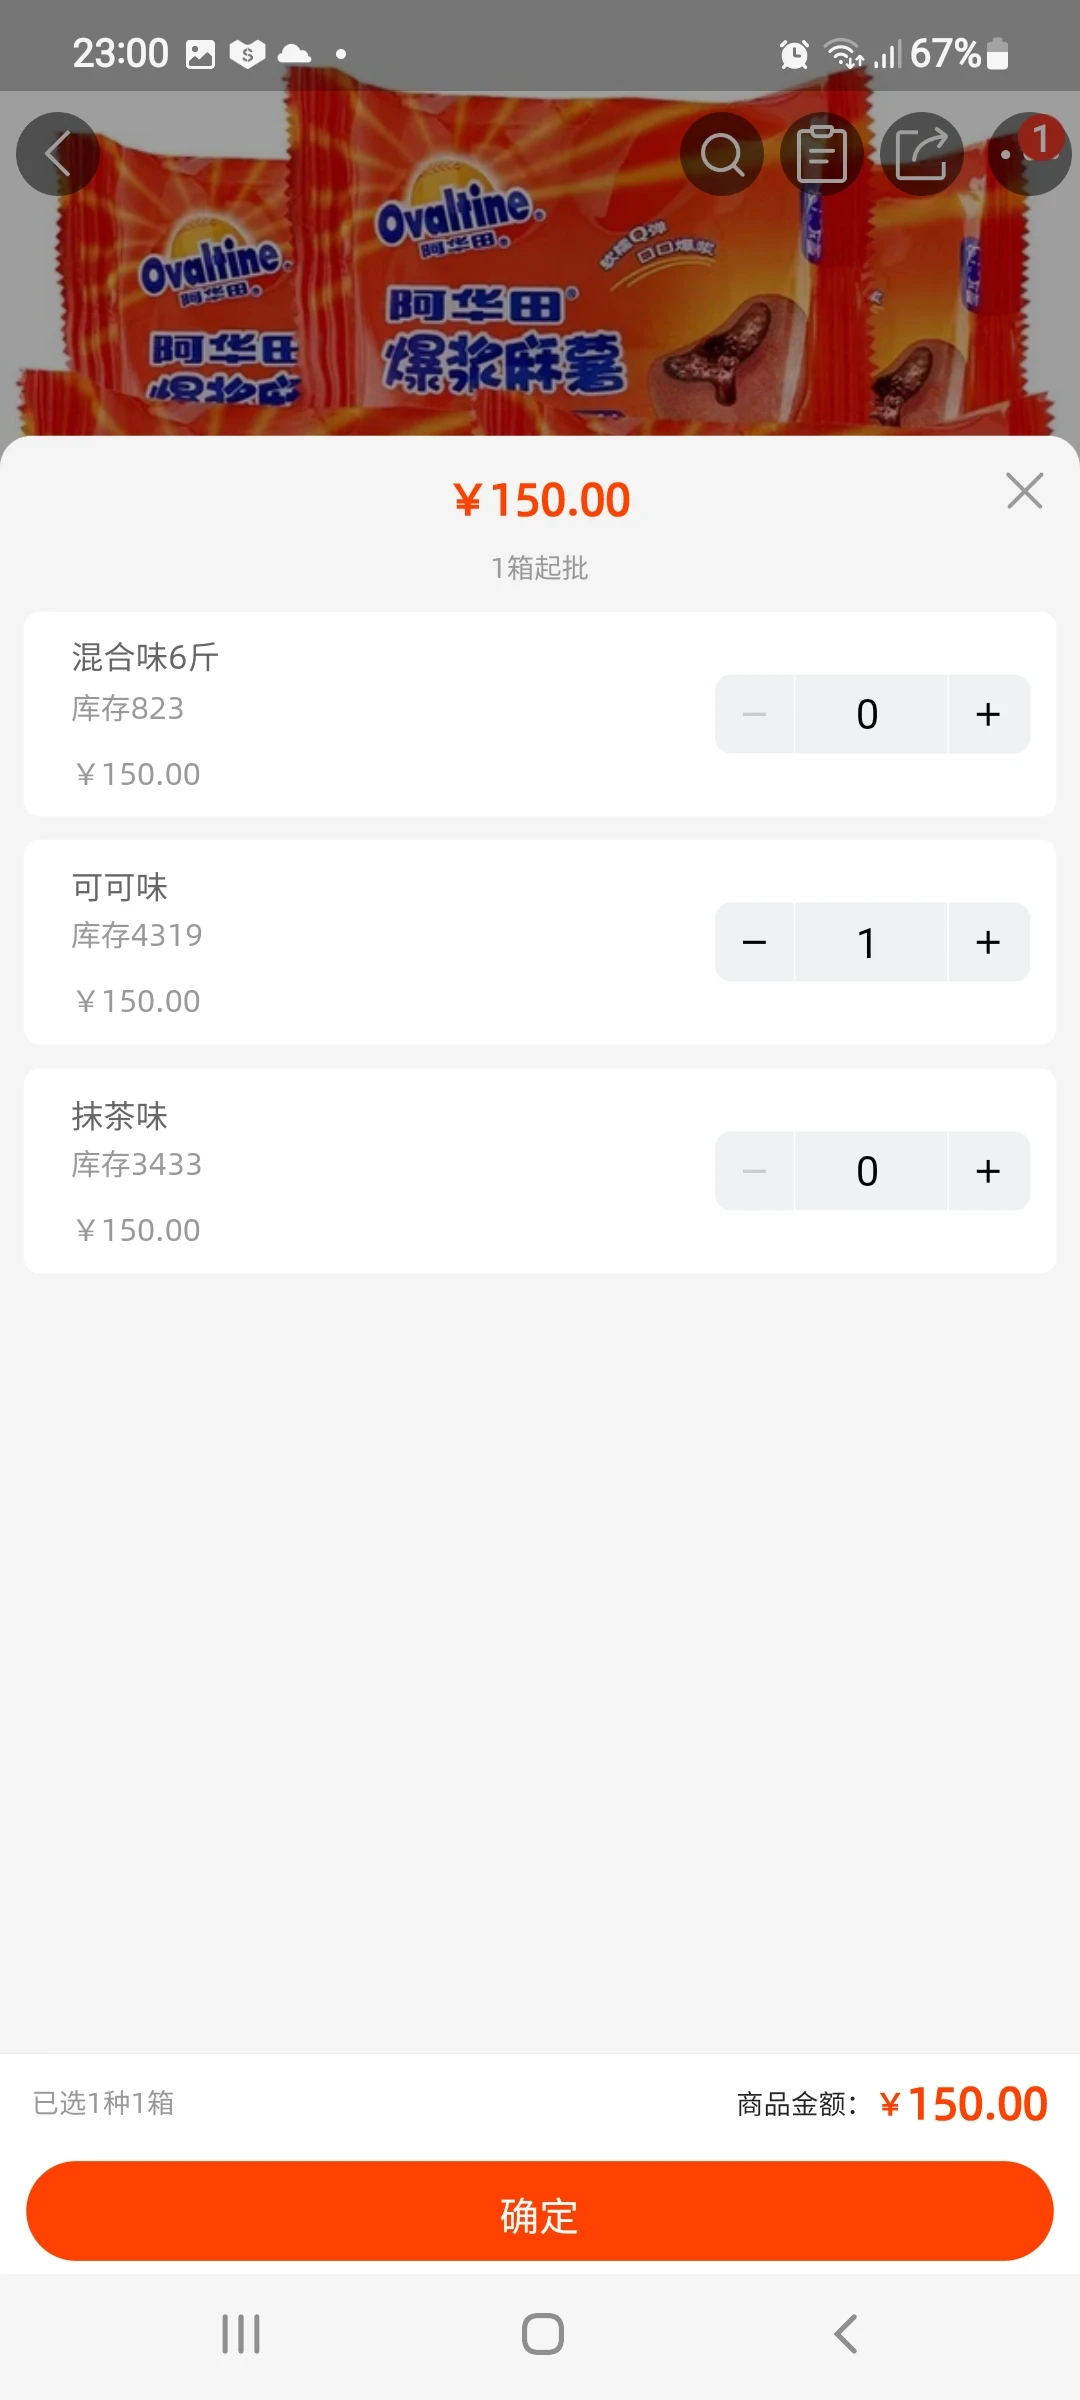 23:00
67%
1
Ovaltine
阿华田
阿华田
爆浆麻
Ovaltine
阿华田
阿华田
爆浆麻薯
软糯Q弹
口口爆浆
¥150.00
1箱起批
混合味6斤
库存823
¥150.00
0
可可味
库存4319
¥150.00
1
抹茶味
库存3433
¥150.00
0
已选1种1箱
商品金额：¥150.00
确定